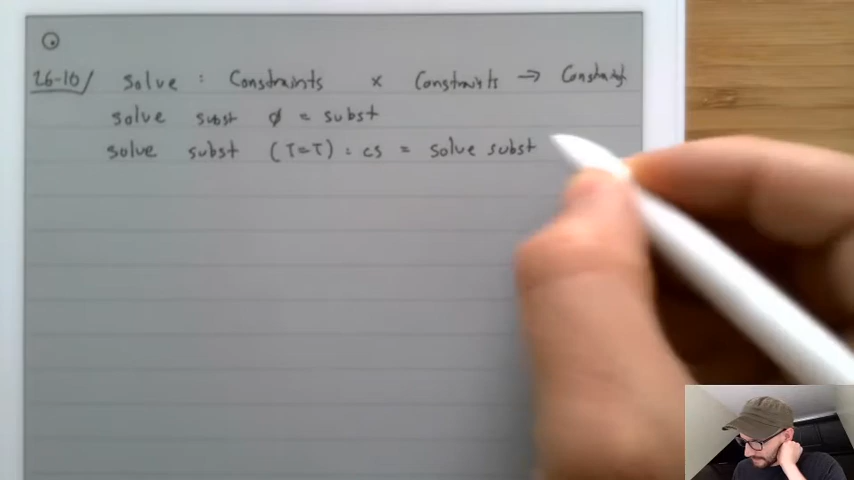 26-10/ solve : Constraints x Constraints → Constraints
solve subst ∅ = subst
solve subst (T=T) : cs = solve subst